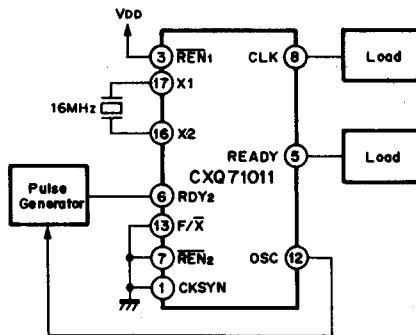 VDD
3 REN1 CLK 8 Load
17 X1
16MHz
16 X2
READY 5 Load
CXQ71011
Pulse Generator
6 RDY2
13 F/X
7 REN2 OSC 12
1 CKSYN